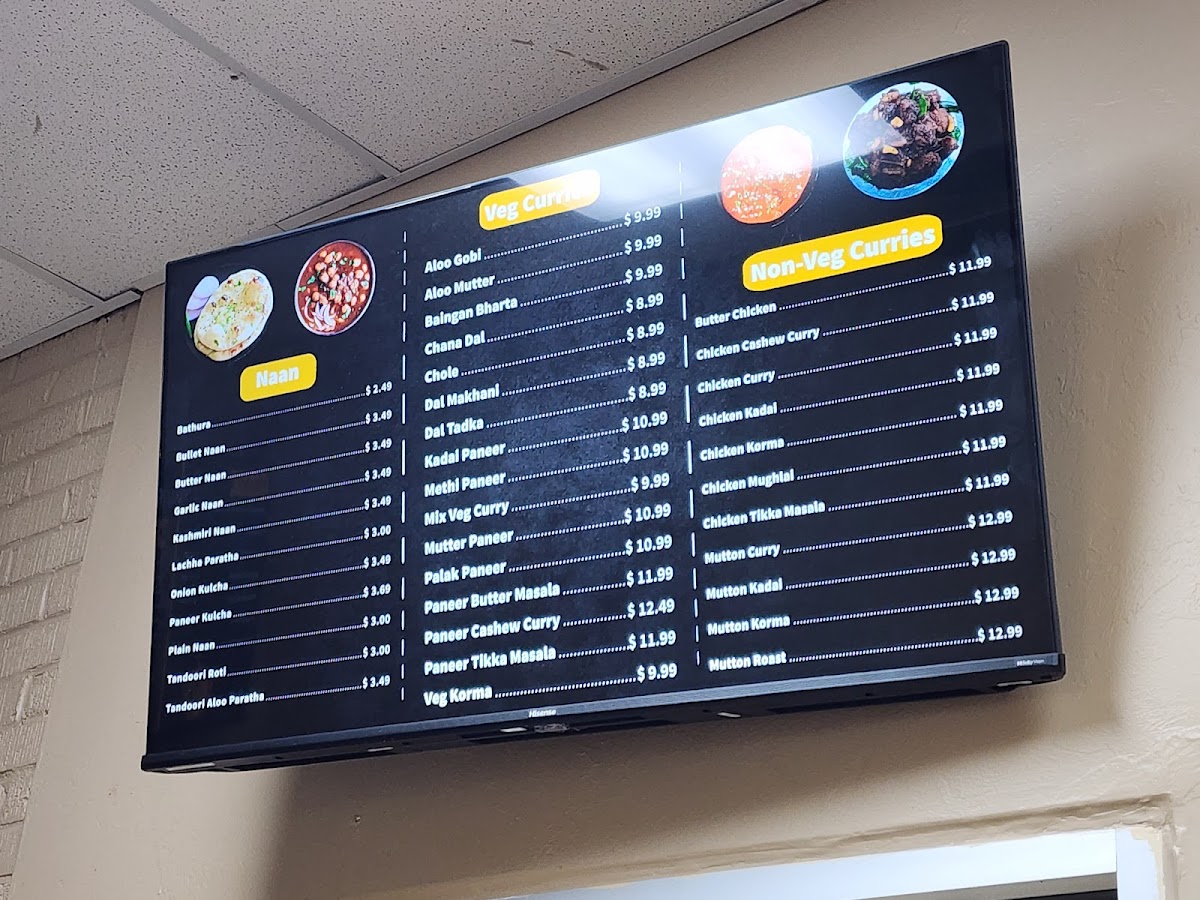 Naan
Bathura $ 2.49
Bullet Naan $ 3.49
Butter Naan $ 3.49
Garlic Naan $ 3.49
Kashmiri Naan $ 3.49
Lachha Paratha $ 3.00
Onion Kulcha $ 3.49
Paneer Kulcha $ 3.69
Plain Naan $ 3.00
Tandoori Roti $ 3.00
Tandoori Aloo Paratha $ 3.49
Veg Curries
Aloo Gobi $ 9.99
Aloo Mutter $ 9.99
Baingan Bharta $ 9.99
Chana Dal $ 8.99
Chole $ 8.99
Dal Makhani $ 8.99
Dal Tadka $ 8.99
Kadai Paneer $ 10.99
Methi Paneer $ 10.99
Mix Veg Curry $ 9.99
Mutter Paneer $ 10.99
Palak Paneer $ 10.99
Paneer Butter Masala $ 11.99
Paneer Cashew Curry $ 12.49
Paneer Tikka Masala $ 11.99
Veg Korma $ 9.99
Non-Veg Curries
Butter Chicken $ 11.99
Chicken Cashew Curry $ 11.99
Chicken Curry $ 11.99
Chicken Kadai $ 11.99
Chicken Korma $ 11.99
Chicken Mughlai $ 11.99
Chicken Tikka Masala $ 11.99
Mutton Curry $ 12.99
Mutton Kadai $ 12.99
Mutton Korma $ 12.99
Mutton Roast $ 12.99
Hisense